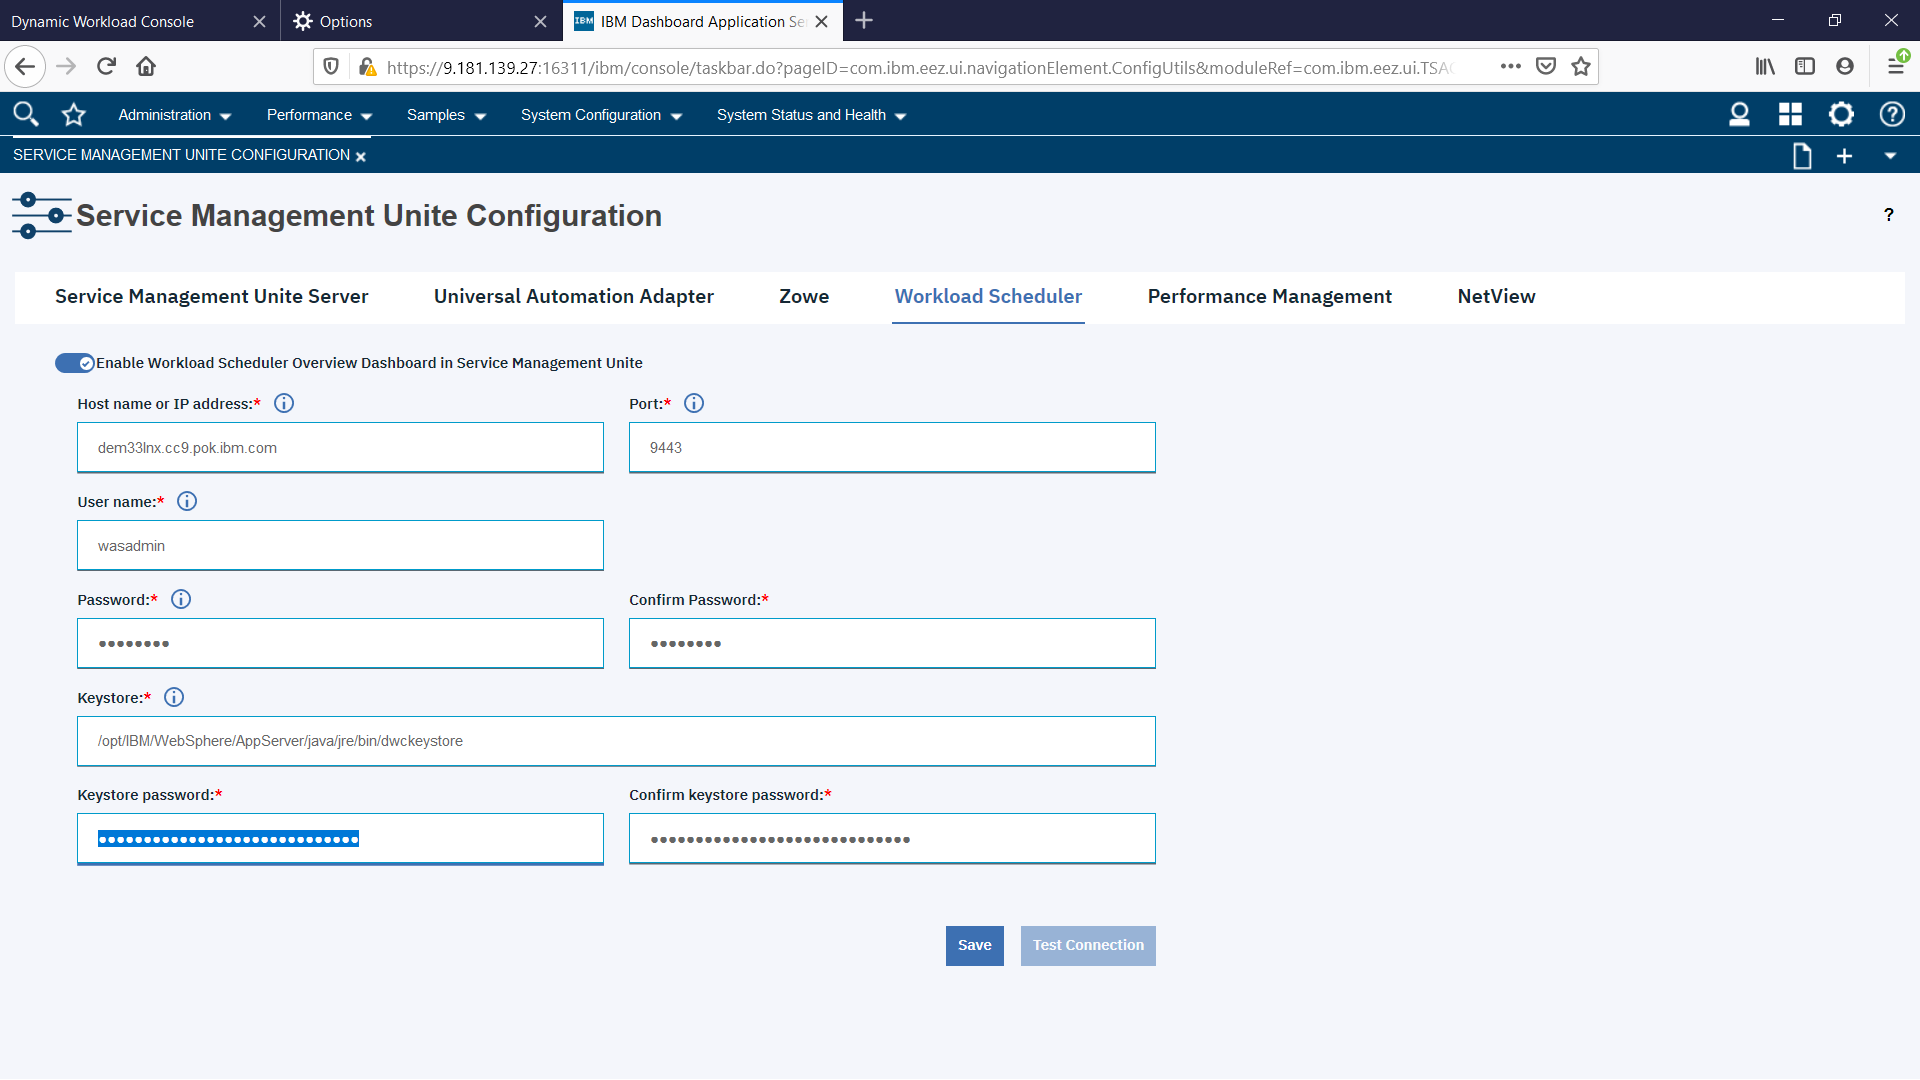 Dynamic Workload Console
Options
IBM
IBM Dashboard Application Se
https://9.181.139.27:16311/ibm/console/taskbar.do?pageID=com.ibm.eez.ui.navigationElement.ConfigUtils&moduleRef=com.ibm.eez.ui.TSA
Administration
Performance
Samples
System Configuration
System Status and Health
SERVICE MANAGEMENT UNITE CONFIGURATION
Service Management Unite Configuration
?
Service Management Unite Server
Universal Automation Adapter
Zowe
Workload Scheduler
Performance Management
NetView
Enable Workload Scheduler Overview Dashboard in Service Management Unite
Host name or IP address:*
Port:*
dem33lnx.cc9.pok.ibm.com
9443
User name:*
wasadmin
Password:*
Confirm Password:*
••••••••
••••••••
Keystore:*
/opt/IBM/WebSphere/AppServer/java/jre/bin/dwckeystore
Keystore password:*
Confirm keystore password:*
•••••••••••••••••••••••••••••
•••••••••••••••••••••••••••••
Save
Test Connection